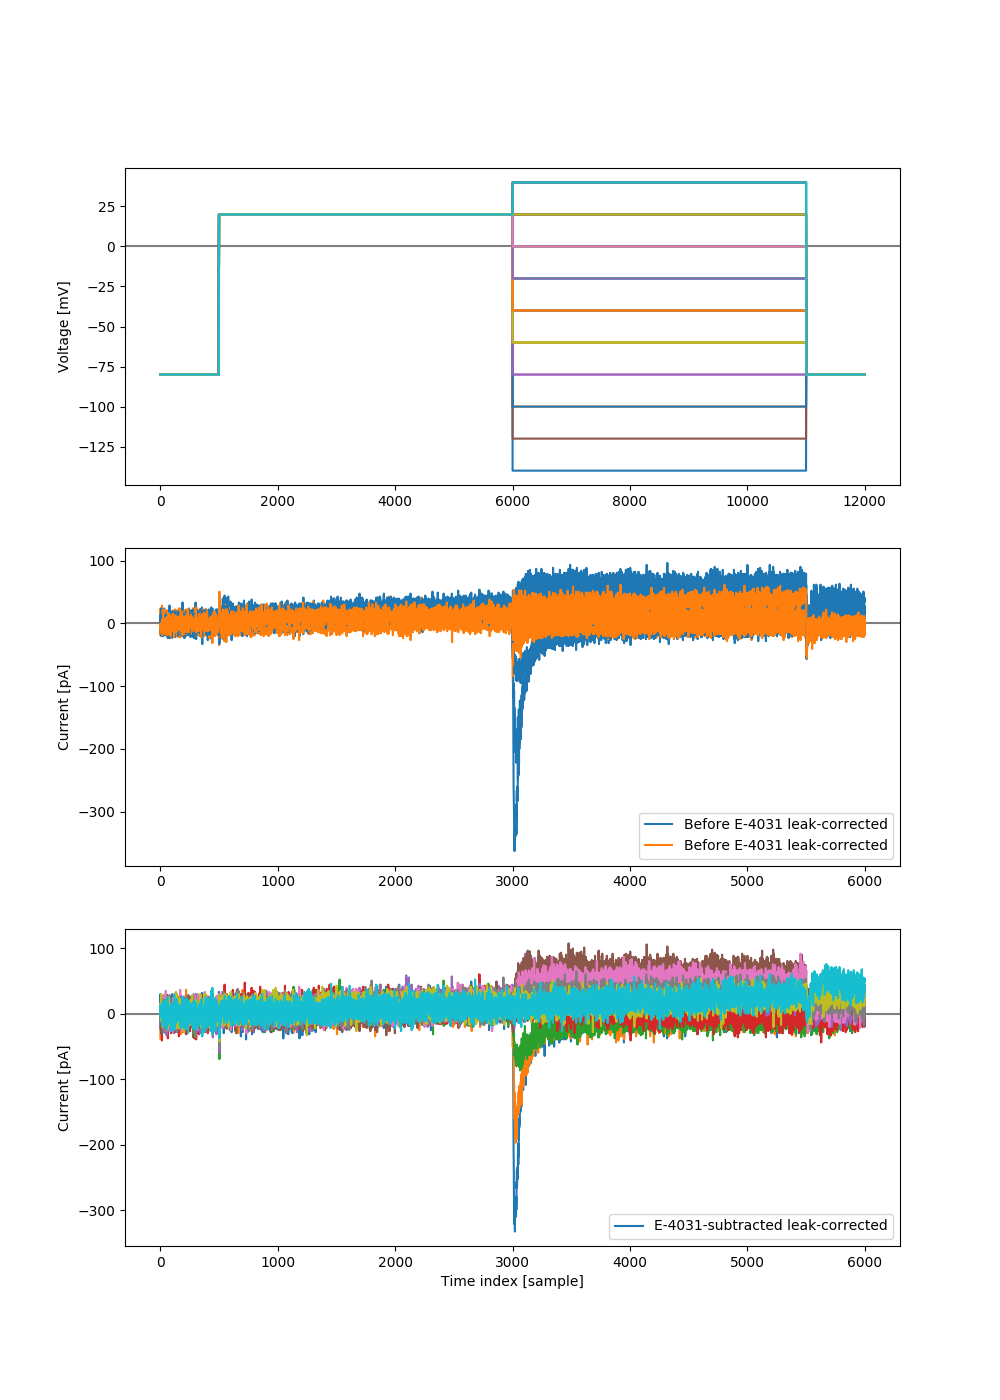 Voltage [mV]
25
0
−25
−50
−75
−100
−125
0 2000 4000 6000 8000 10000 12000
Current [pA]
100
0
−100
−200
−300
Before E-4031 leak-corrected
Before E-4031 leak-corrected
0 1000 2000 3000 4000 5000 6000
Current [pA]
100
0
−100
−200
−300
E-4031-subtracted leak-corrected
0 1000 2000 3000 4000 5000 6000
Time index [sample]